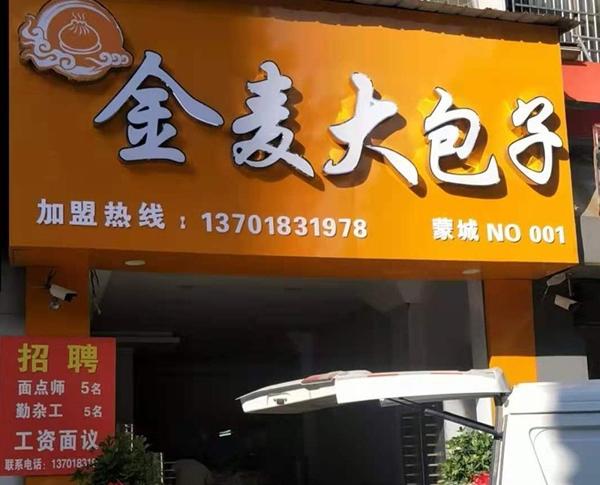 金麦大包子
加盟热线：13701831978 蒙城 NO 001
招聘
面点师 5名
勤杂工 5名
工资面议
联系电话：137018319